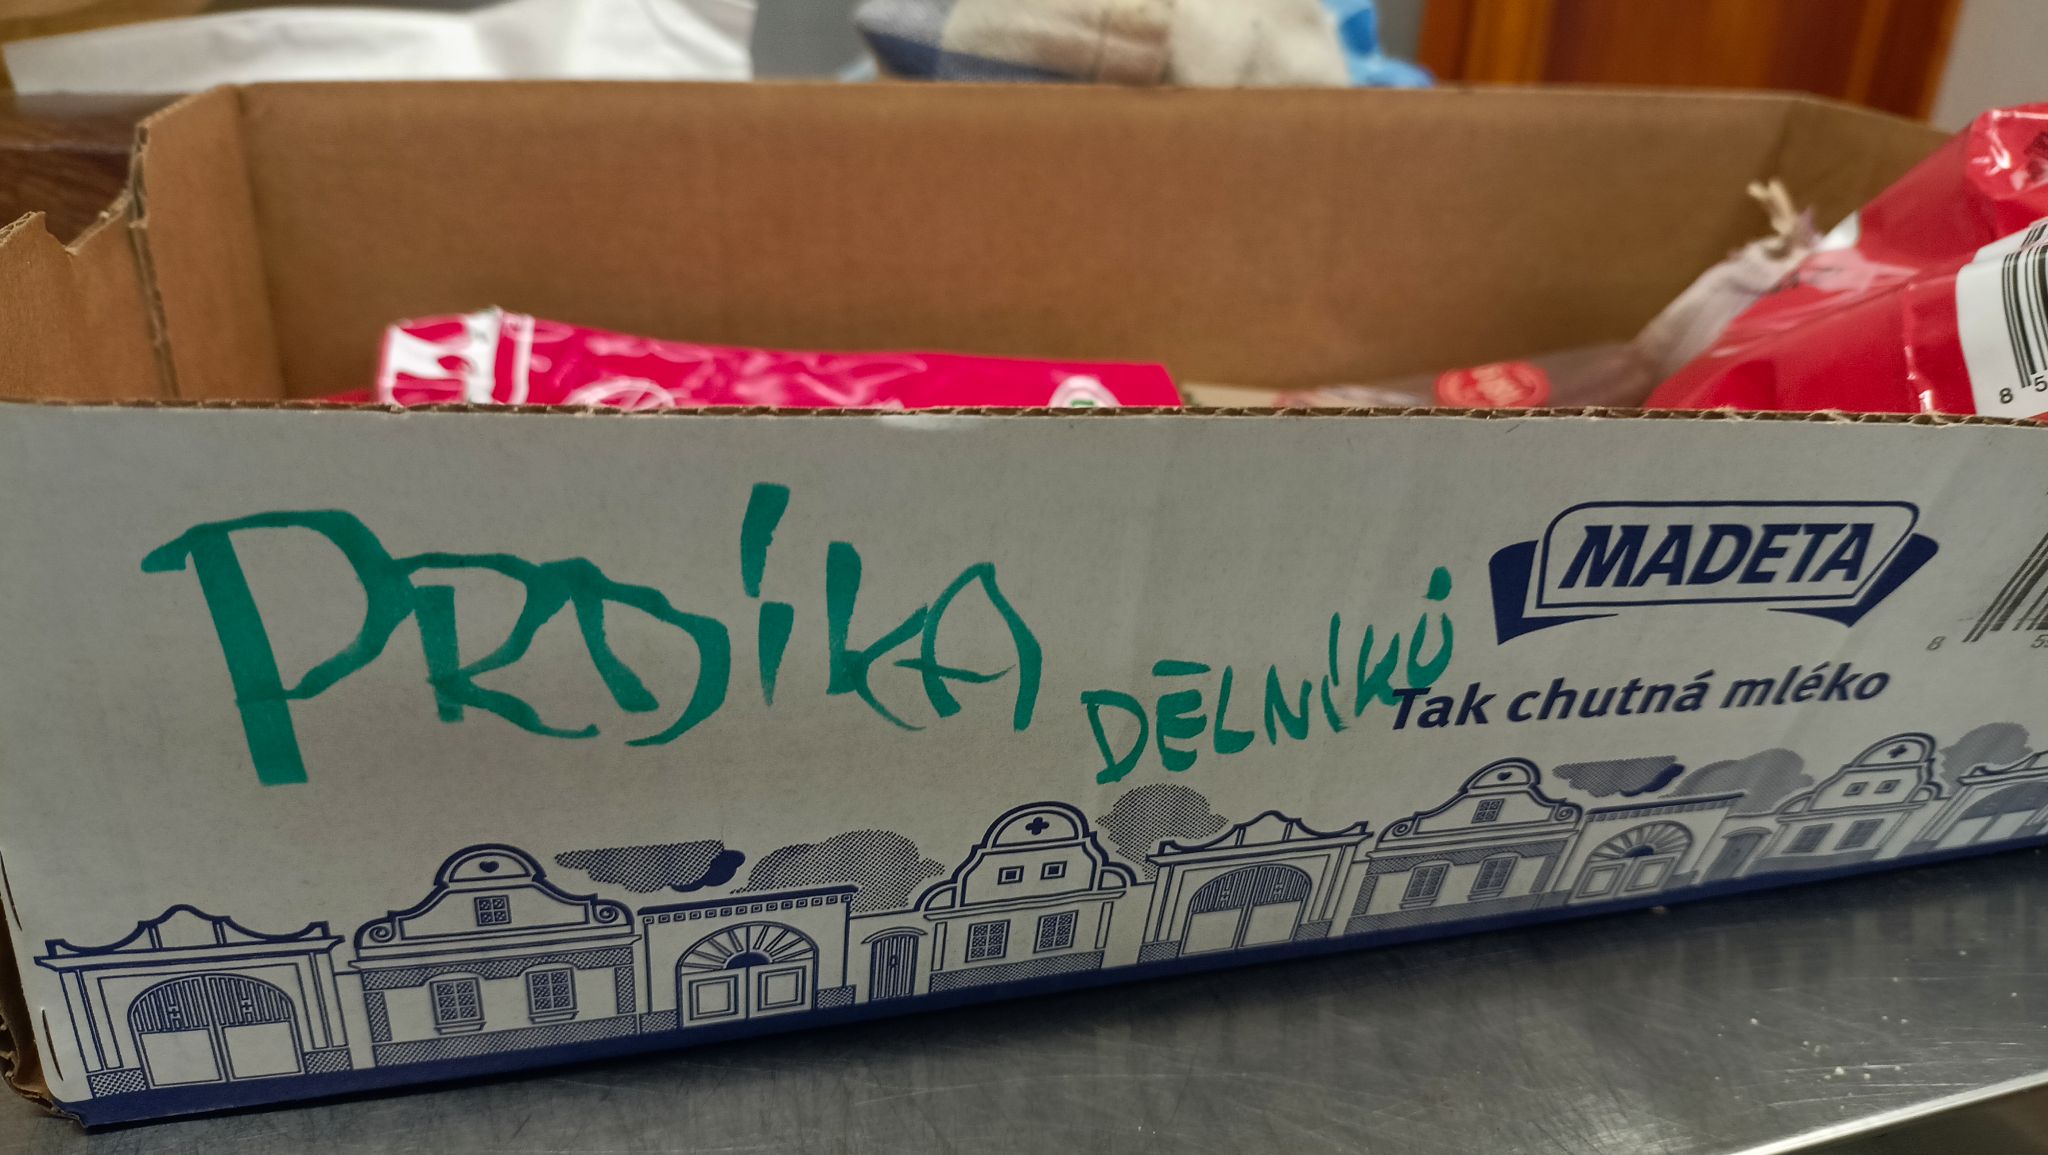 PRDÍKA
DĚLNÍKŮ
MADETA
Tak chutná mléko